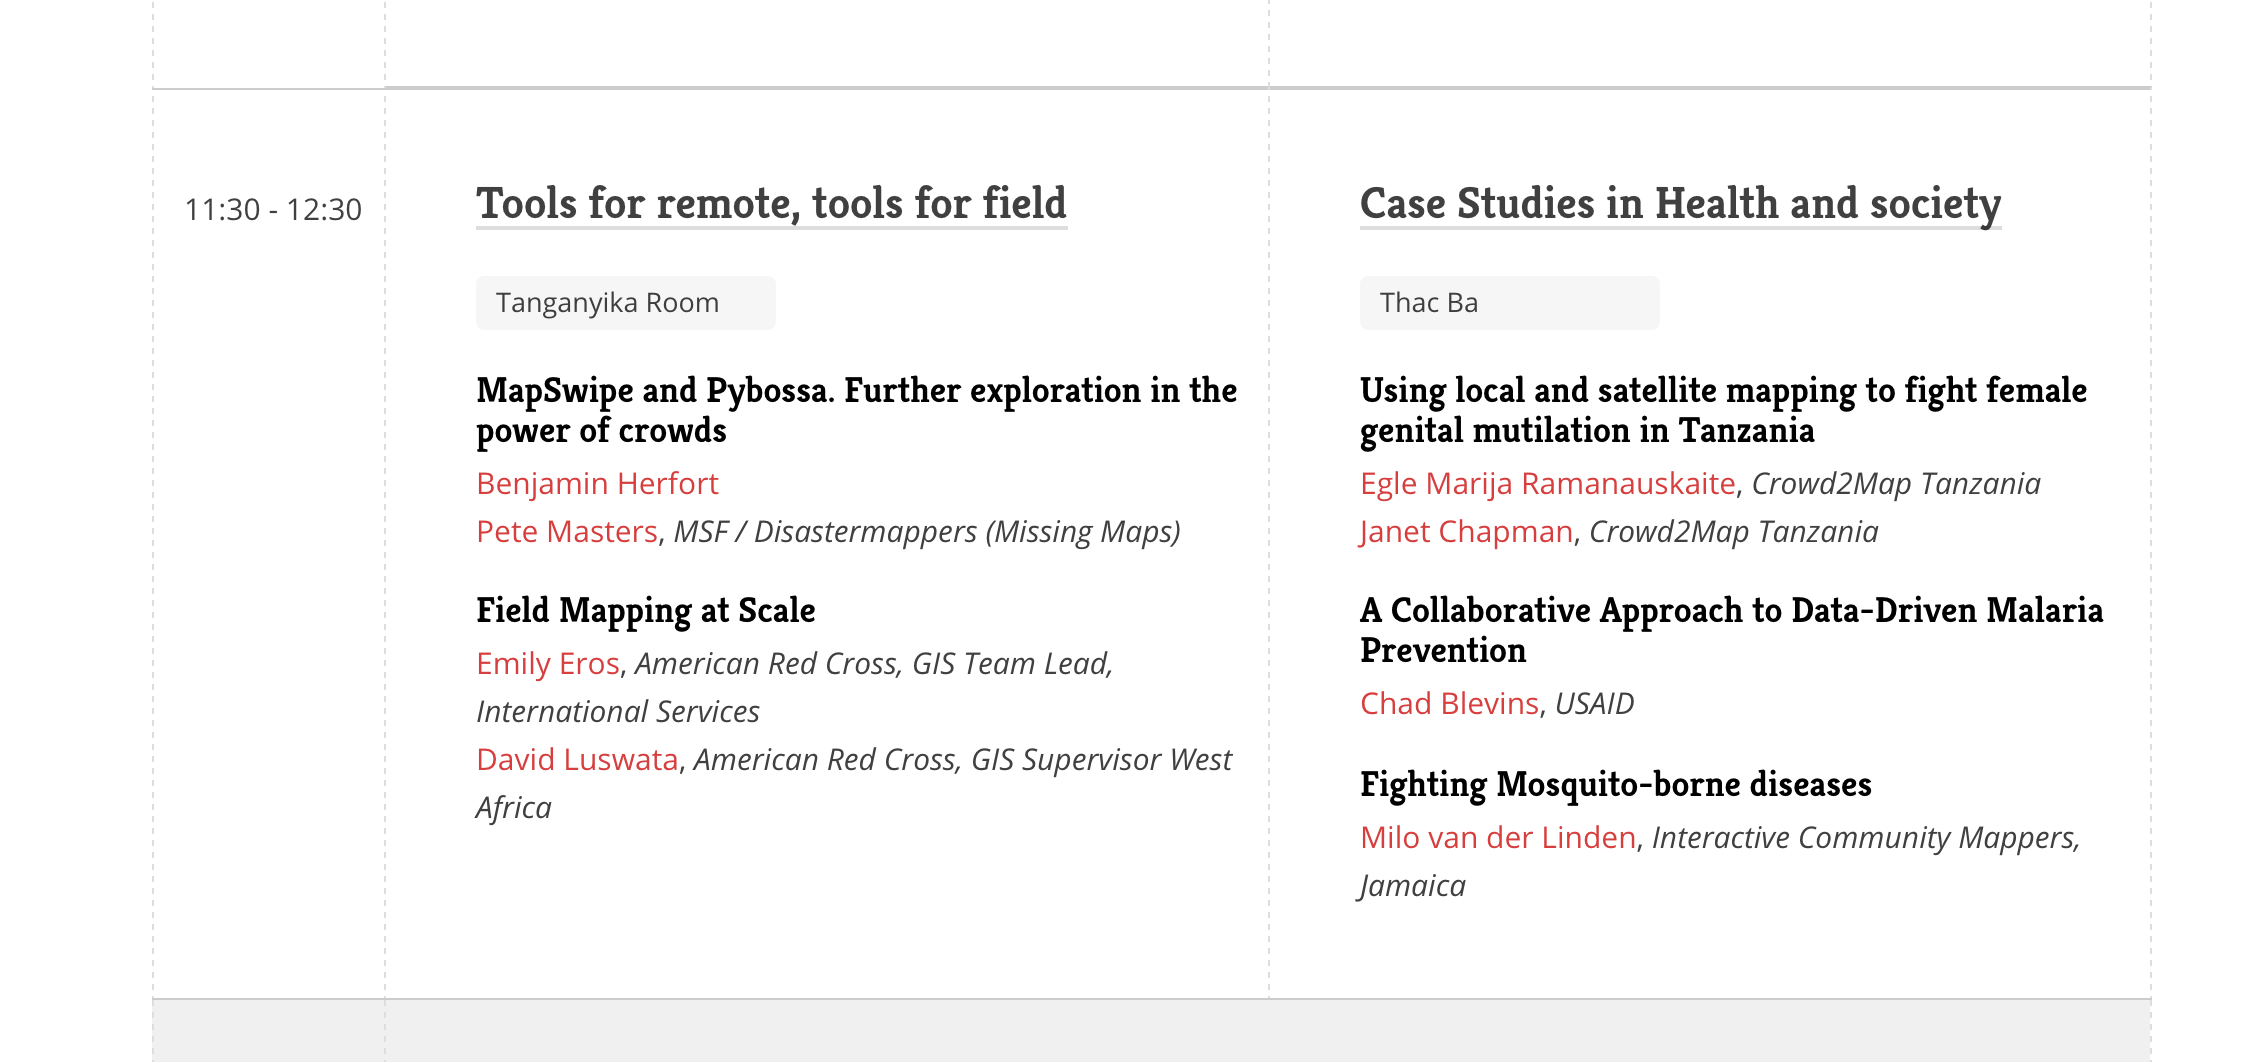 11:30 - 12:30
Tools for remote, tools for field
Tanganyika Room
MapSwipe and Pybossa. Further exploration in the
power of crowds
Benjamin Herfort
Pete Masters, MSF / Disastermappers (Missing Maps)
Field Mapping at Scale
Emily Eros, American Red Cross, GIS Team Lead,
International Services
David Luswata, American Red Cross, GIS Supervisor West
Africa
Case Studies in Health and society
Thac Ba
Using local and satellite mapping to fight female
genital mutilation in Tanzania
Egle Marija Ramanauskaite, Crowd2Map Tanzania
Janet Chapman, Crowd2Map Tanzania
A Collaborative Approach to Data-Driven Malaria
Prevention
Chad Blevins, USAID
Fighting Mosquito-borne diseases
Milo van der Linden, Interactive Community Mappers,
Jamaica